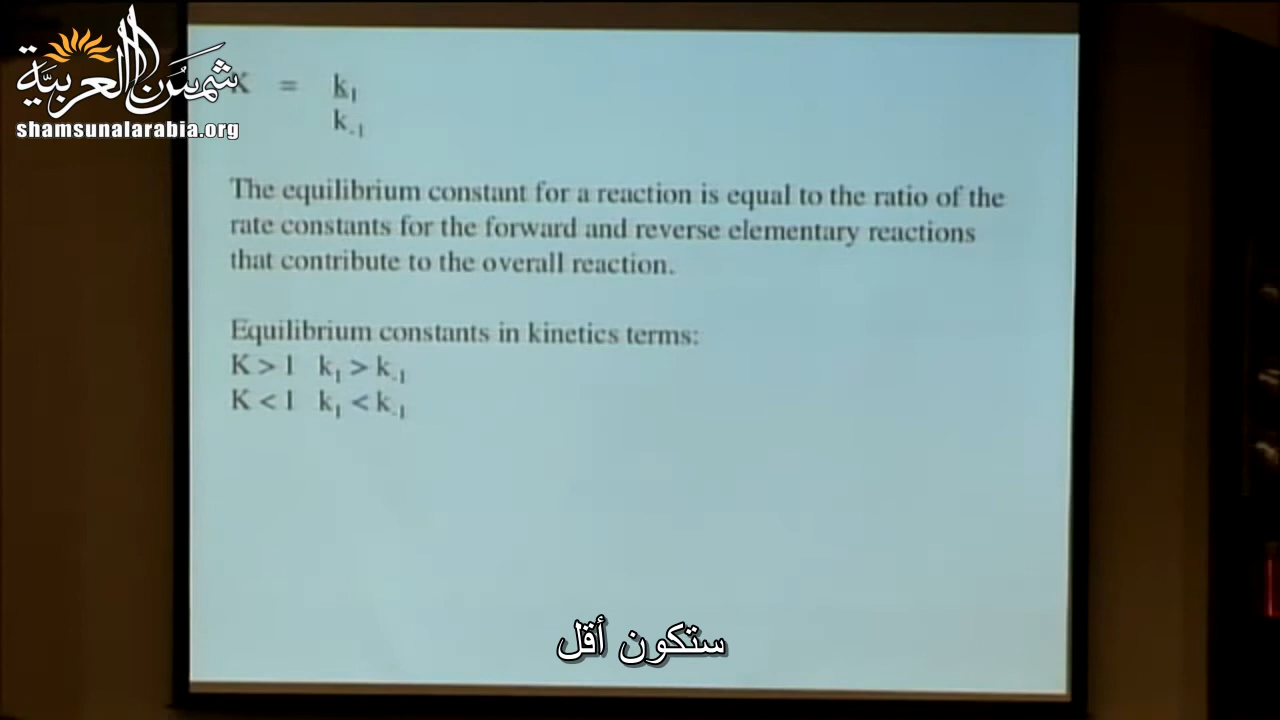 شمس العربية
shamsunalarabia.org
K = k₁
k₋₁
The equilibrium constant for a reaction is equal to the ratio of the
rate constants for the forward and reverse elementary reactions
that contribute to the overall reaction.
Equilibrium constants in kinetics terms:
K > 1 k₁ > k₋₁
K < 1 k₁ < k₋₁
ستكون أقل